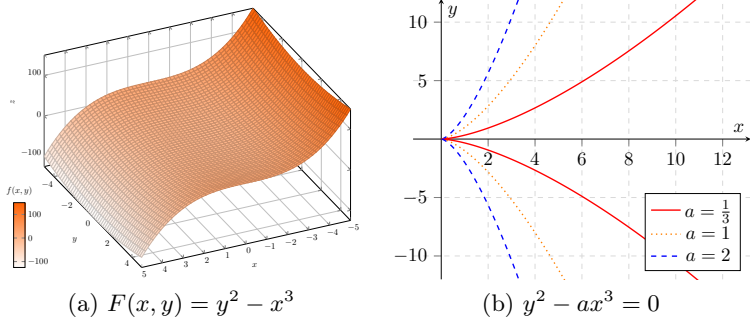 100
0
−100
z
f(x, y)
100
0
−100
−4
−2
0
2
4
y
5
4
3
2
1
0
-1
-2
-3
-4
-5
x
(a) F(x, y) = y² − x³
y
10
5
−5
−10
2
4
6
8
10
12
x
a = 1/3
a = 1
a = 2
(b) y² − ax³ = 0